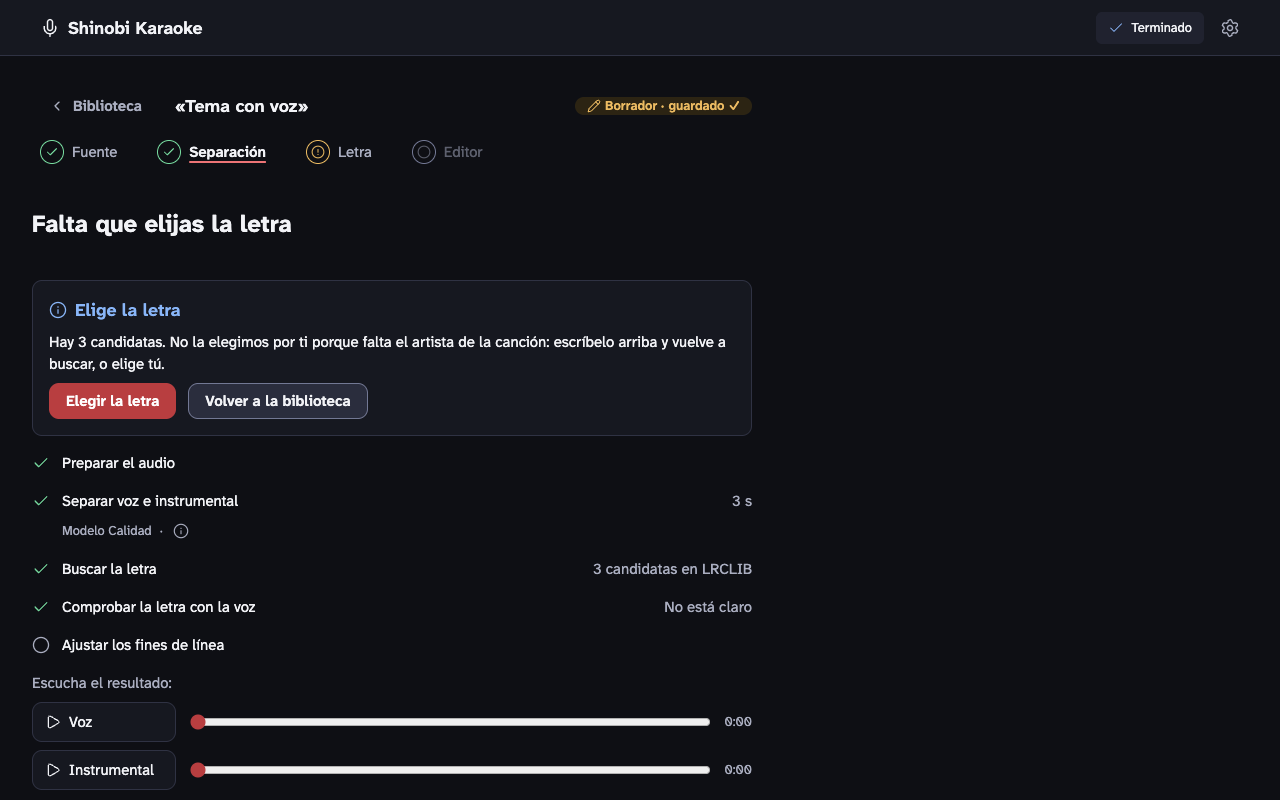 Shinobi Karaoke
Terminado
Biblioteca
«Tema con voz»
Borrador · guardado ✓
Fuente
Separación
Letra
Editor
Falta que elijas la letra
Elige la letra
Hay 3 candidatas. No la elegimos por ti porque falta el artista de la canción: escríbelo arriba y vuelve a
buscar, o elige tú.
Elegir la letra
Volver a la biblioteca
Preparar el audio
Separar voz e instrumental
3 s
Modelo Calidad ·
Buscar la letra
3 candidatas en LRCLIB
Comprobar la letra con la voz
No está claro
Ajustar los fines de línea
Escucha el resultado:
Voz
0:00
Instrumental
0:00